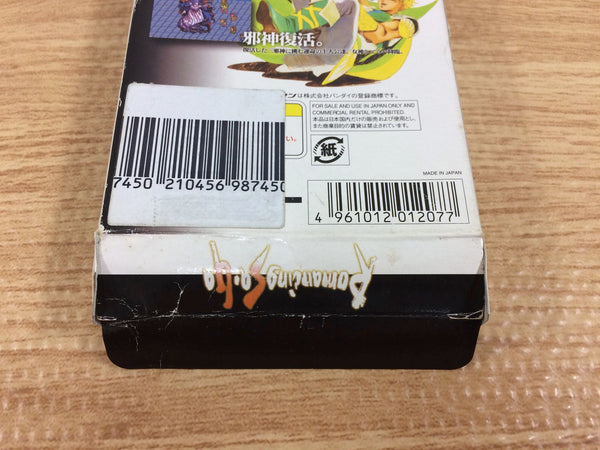 邪神復活。
ンは株式会社バンダイの登録商標です。
FOR SALE AND USE IN JAPAN ONLY AND
COMMERCIAL RENTAL PROHIBITED.
本品は日本国内だけの販売および使用とし、
また商業目的の賃貸は禁止されています。
い。
紙
MADE IN JAPAN
7450 210456 987450
4 961012 012077
Romancing Sa·Ga